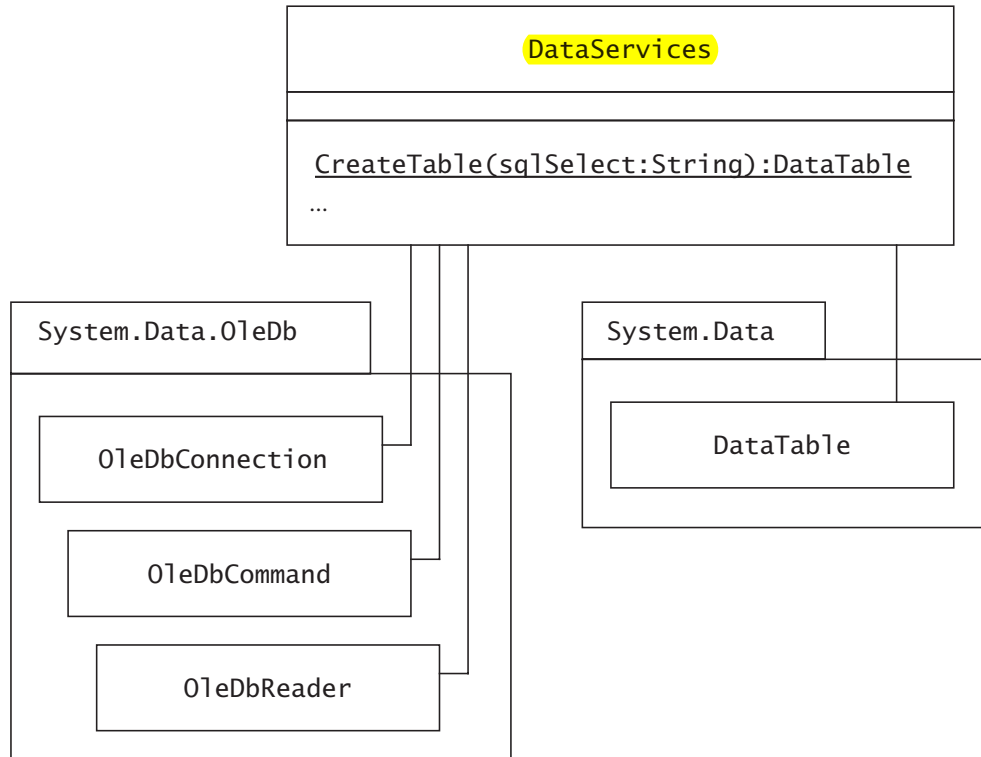 DataServices
CreateTable(sqlSelect:String):DataTable
...
System.Data.OleDb
System.Data
OleDbConnection
DataTable
OleDbCommand
OleDbReader